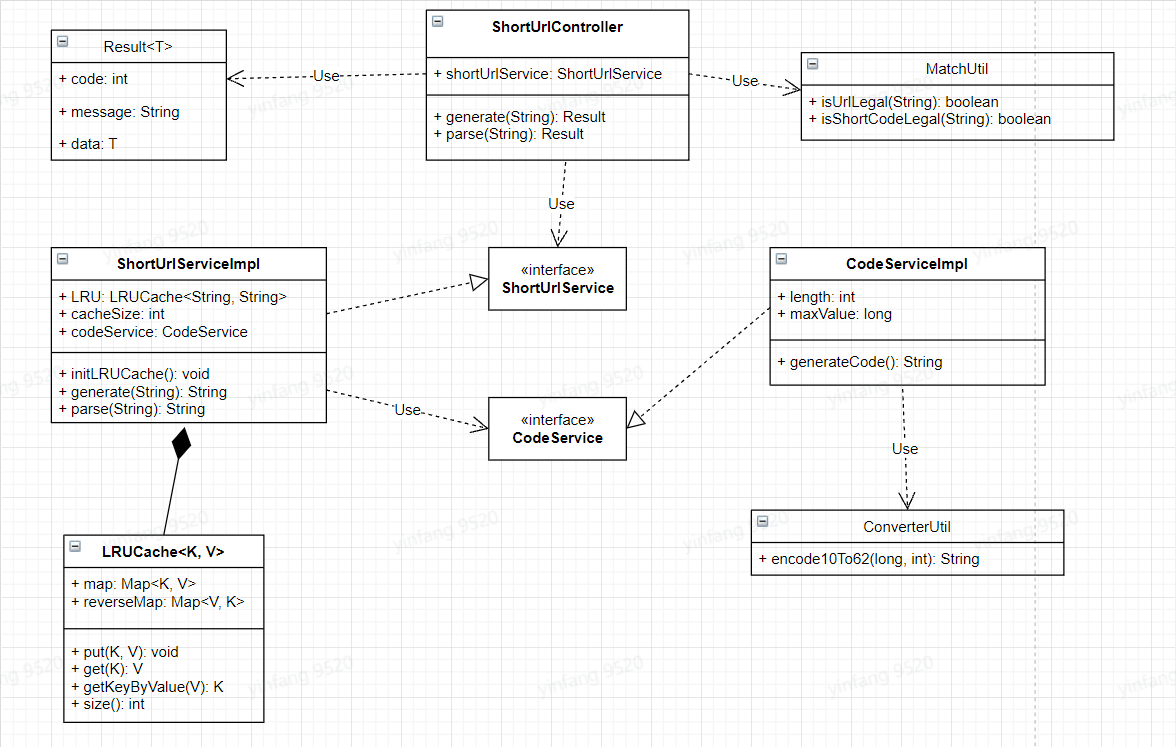 Result<T>
+ code: int
+ message: String
+ data: T
Use
ShortUrlController
+ shortUrlService: ShortUrlService
+ generate(String): Result
+ parse(String): Result
Use
MatchUtil
+ isUrlLegal(String): boolean
+ isShortCodeLegal(String): boolean
Use
ShortUrlServiceImpl
+ LRU: LRUCache<String, String>
+ cacheSize: int
+ codeService: CodeService
+ initLRUCache(): void
+ generate(String): String
+ parse(String): String
«interface»
ShortUrlService
CodeServiceImpl
+ length: int
+ maxValue: long
+ generateCode(): String
Use
«interface»
CodeService
Use
ConverterUtil
+ encode10To62(long, int): String
LRUCache<K, V>
+ map: Map<K, V>
+ reverseMap: Map<V, K>
+ put(K, V): void
+ get(K): V
+ getKeyByValue(V): K
+ size(): int
yinfang 9520